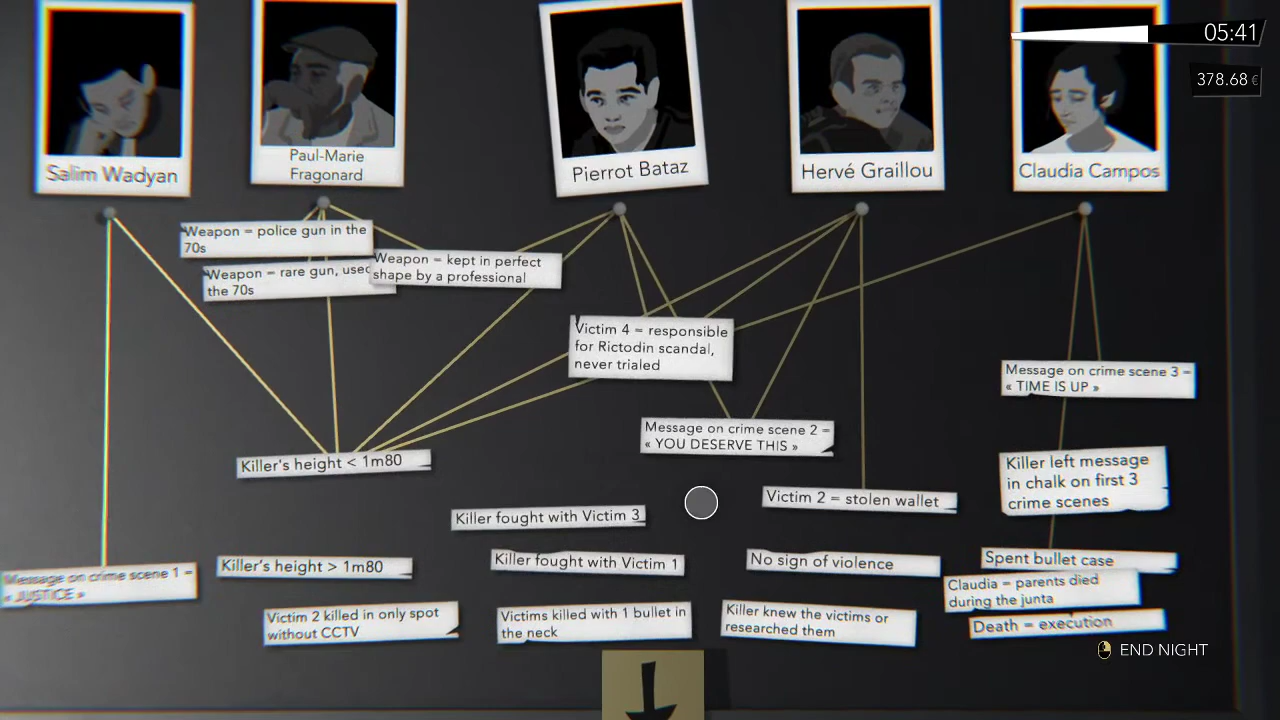 05:41
378.68 €
Salim Wadyan
Paul-Marie
Fragonard
Pierrot Bataz
Hervé Graillou
Claudia Campos
Weapon = police gun in the
70s
Weapon = rare gun, used
the 70s
Weapon = kept in perfect
shape by a professional
Victim 4 = responsible
for Rictodin scandal,
never trialed
Message on crime scene 3 =
« TIME IS UP »
Message on crime scene 2 =
« YOU DESERVE THIS »
Killer's height < 1m80
Killer left message
in chalk on first 3
crime scenes
Victim 2 = stolen wallet
Killer fought with Victim 3
Message on crime scene 1 =
« JUSTICE »
Killer's height > 1m80
Killer fought with Victim 1
No sign of violence
Spent bullet case
Claudia = parents died
during the junta
Victim 2 killed in only spot
without CCTV
Victims killed with 1 bullet in
the neck
Killer knew the victims or
researched them
Death = execution
END NIGHT